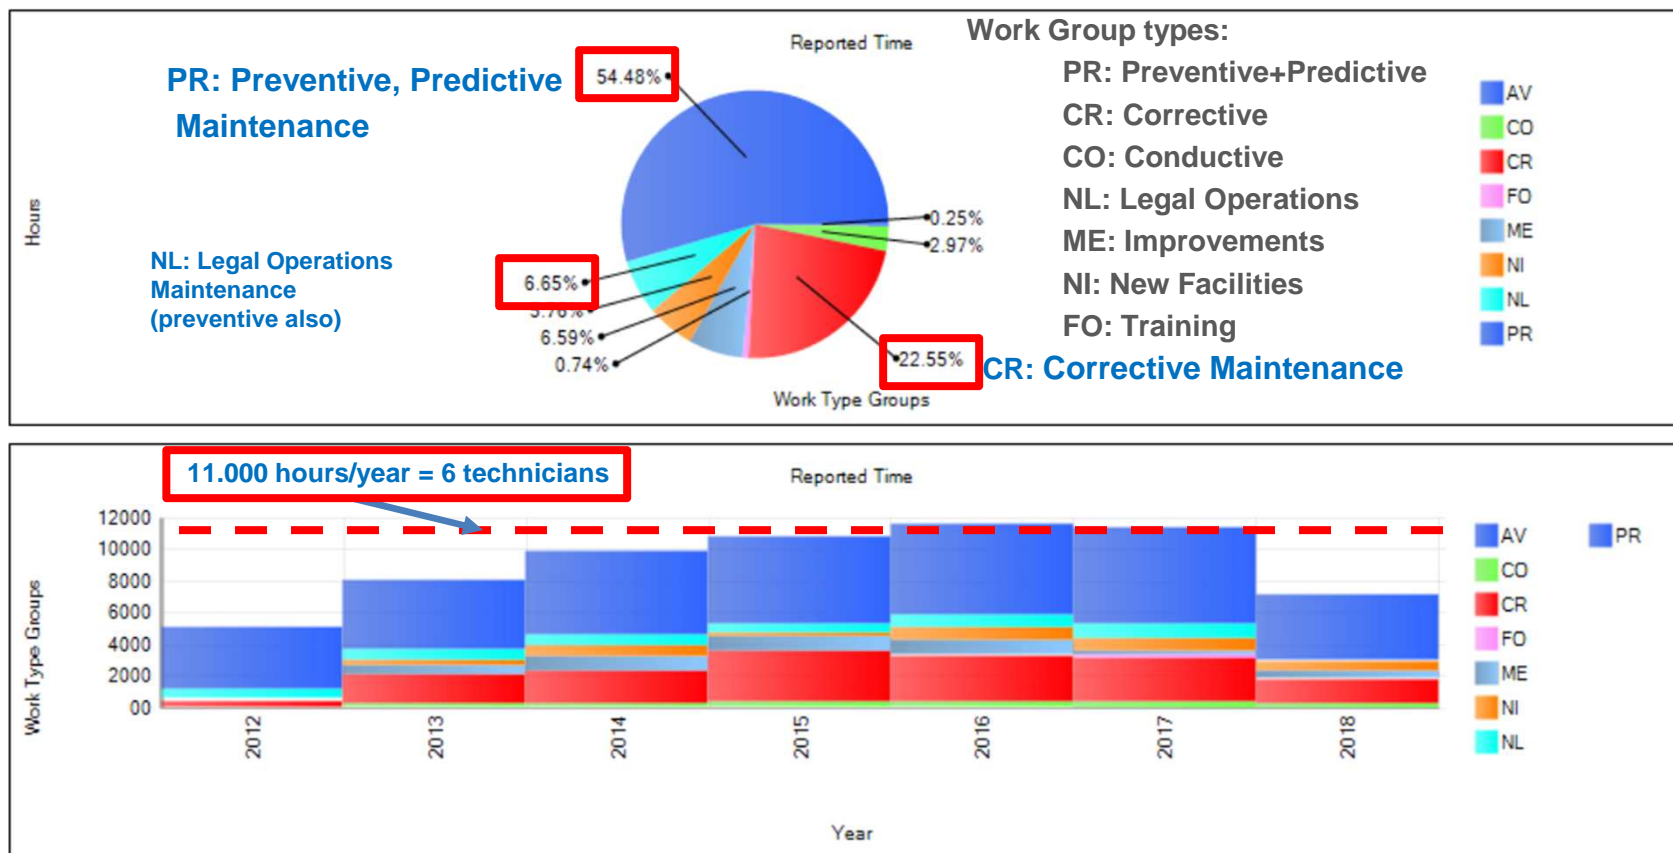 Reported Time
Work Group types:
PR: Preventive, Predictive
Maintenance
54.48%
PR: Preventive+Predictive
CR: Corrective
CO: Conductive
NL: Legal Operations
ME: Improvements
NI: New Facilities
FO: Training
AV
CO
CR
FO
ME
NI
NL
PR
Hours
NL: Legal Operations
Maintenance
(preventive also)
0.25%
2.97%
6.65%
6.59%
0.74%
22.55%
CR: Corrective Maintenance
Work Type Groups
11.000 hours/year = 6 technicians
Reported Time
Work Type Groups
12000
10000
8000
6000
4000
2000
00
2012
2013
2014
2015
2016
2017
2018
Year
AV
CO
CR
FO
ME
NI
NL
PR